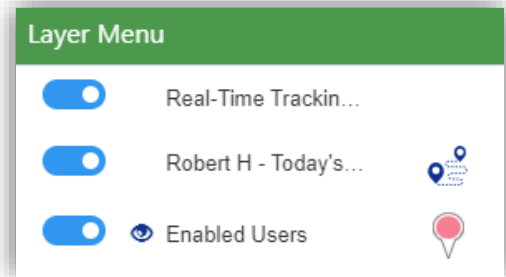 Layer Menu
Real-Time Trackin...
Robert H - Today's...
Enabled Users